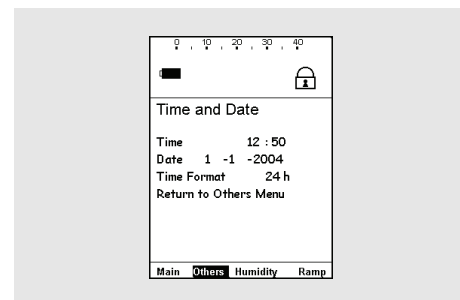 0 10 20 30 40
Time and Date
Time 12 : 50
Date 1 -1 -2004
Time Format 24 h
Return to Others Menu
Main Others Humidity Ramp